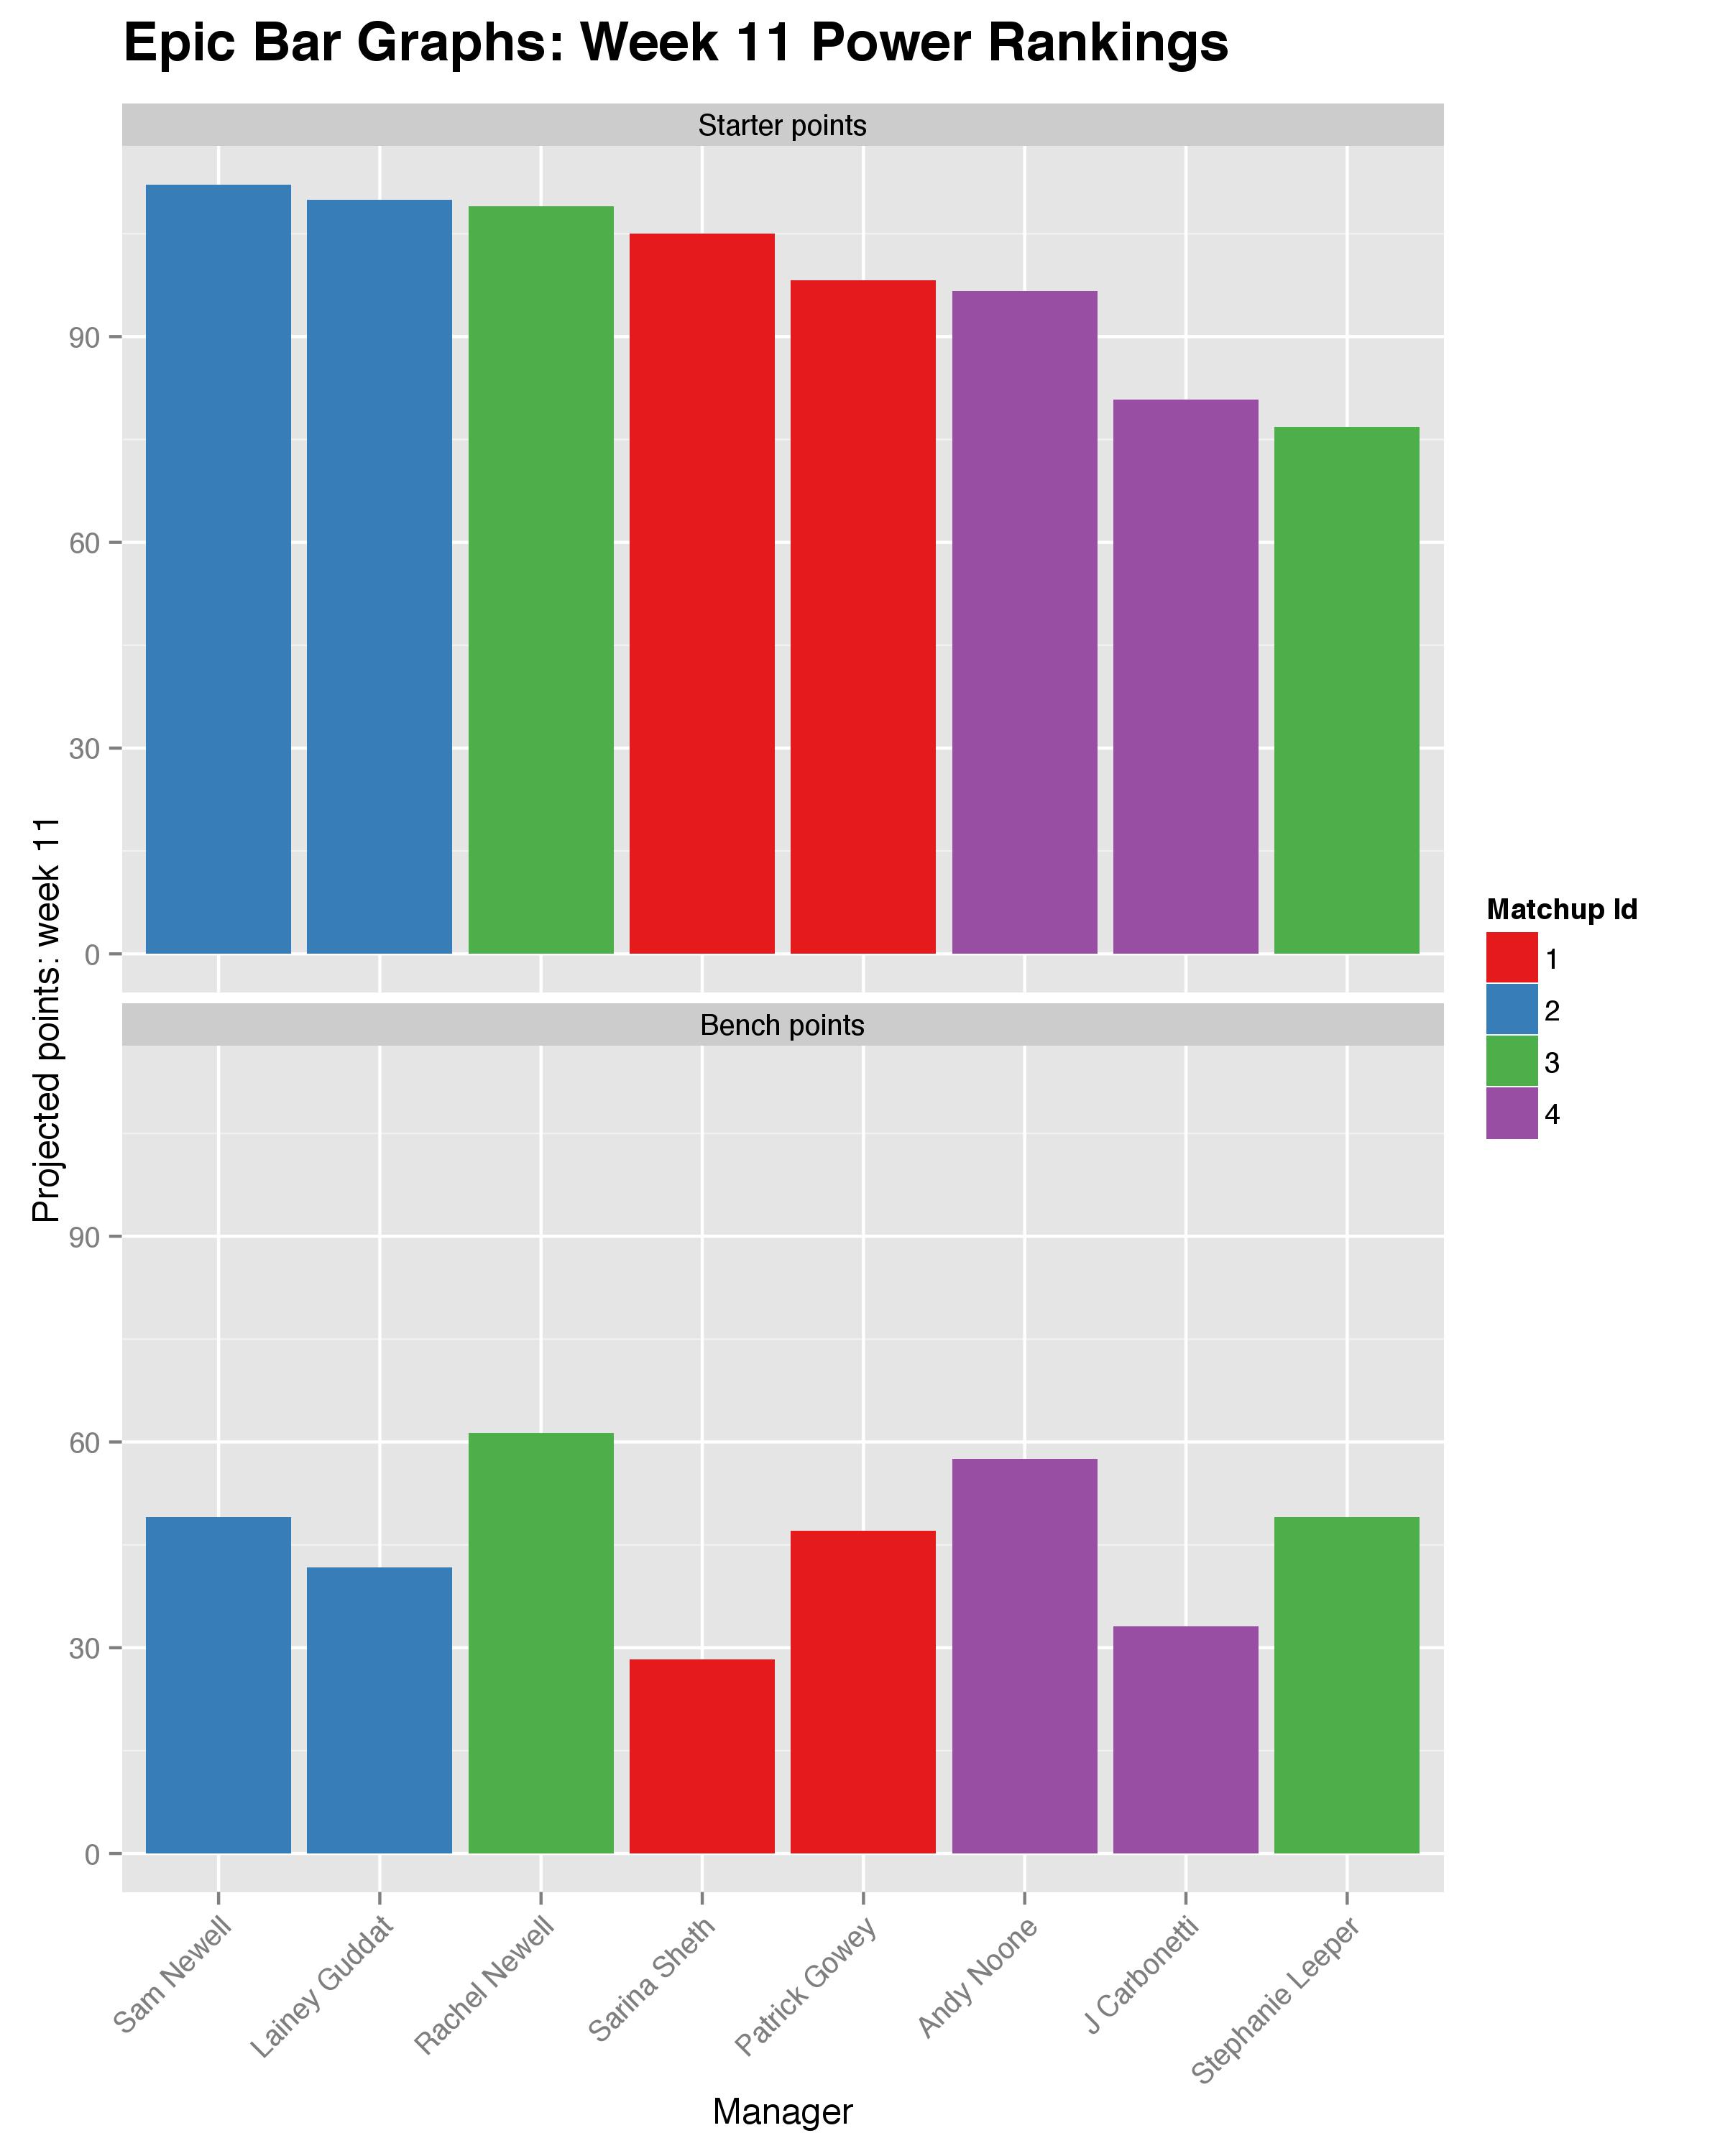 Epic Bar Graphs: Week 11 Power Rankings
Starter points
90
60
30
0
Projected points: week 11
Bench points
90
60
30
0
Sam Newell
Lainey Guddat
Rachel Newell
Sarina Sheth
Patrick Gowey
Andy Noone
J Carbonetti
Stephanie Leeper
Manager
Matchup Id
1
2
3
4